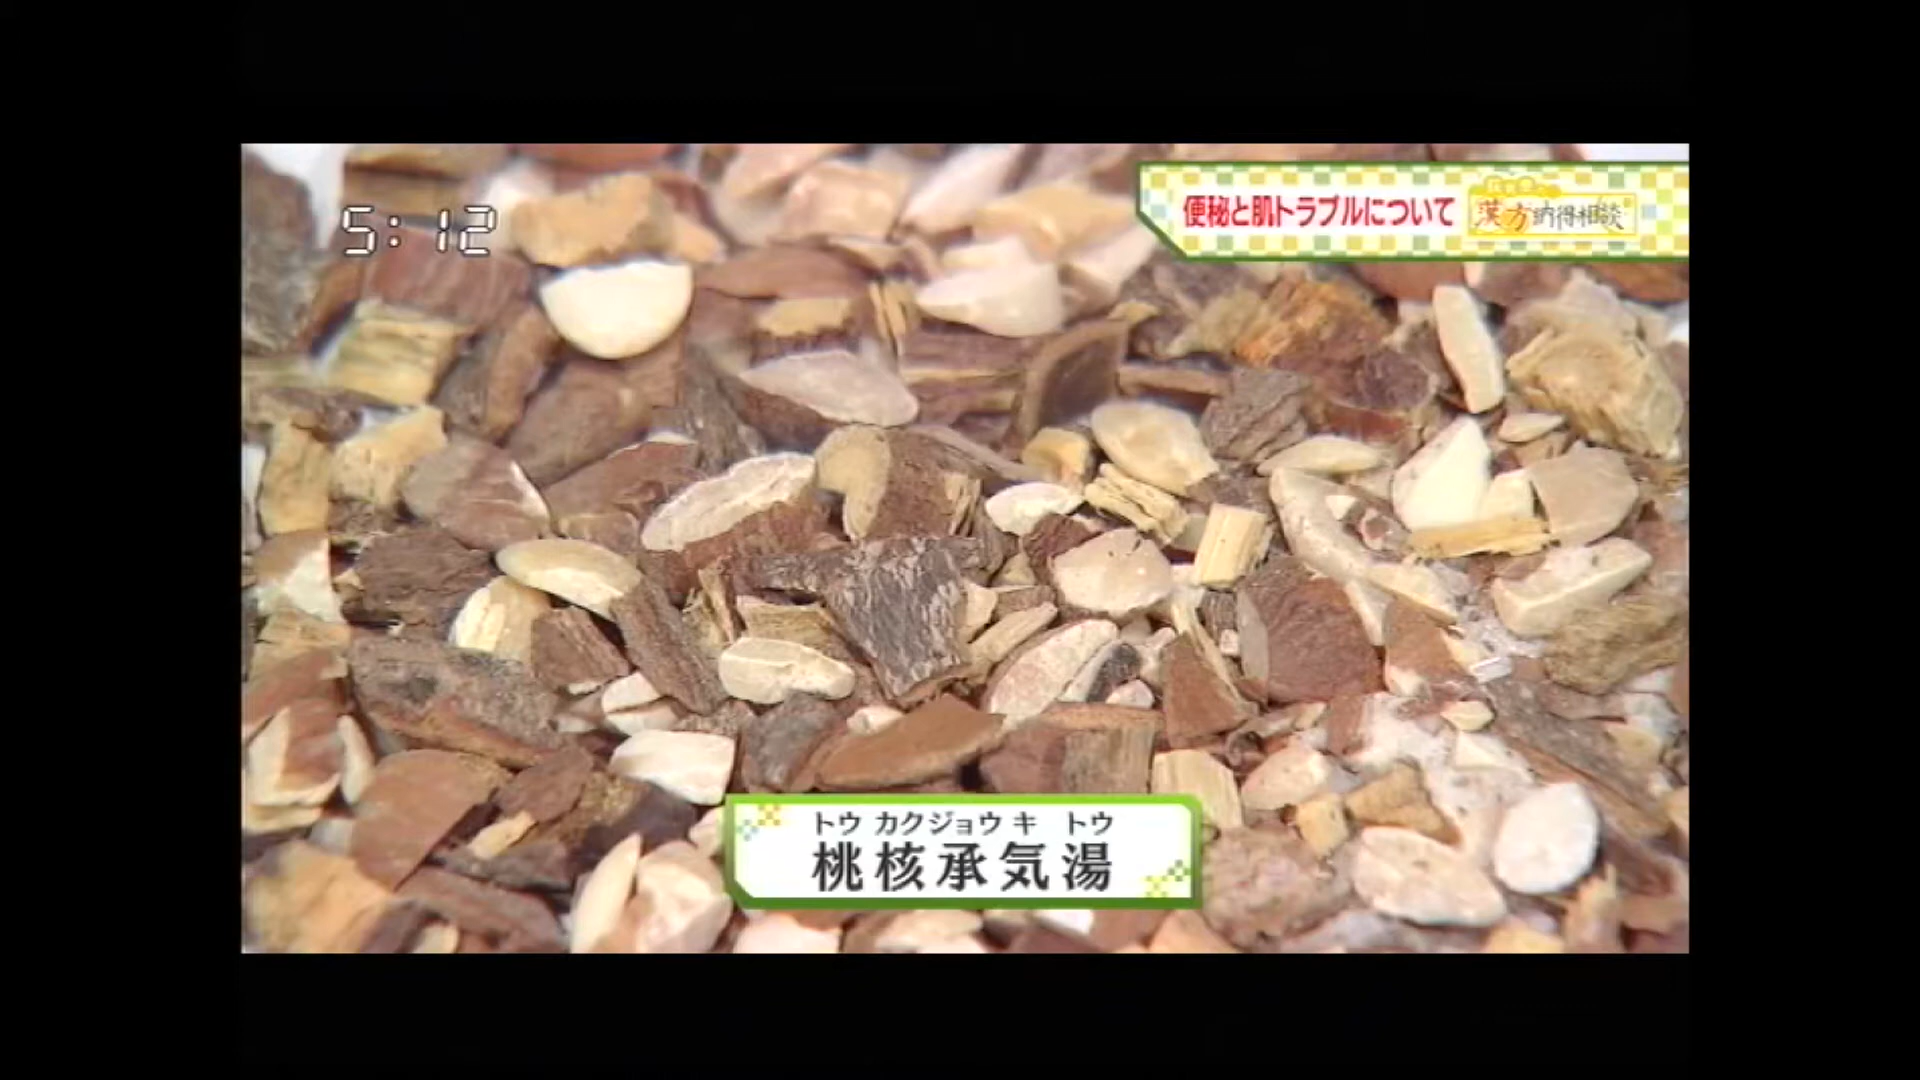 5:12
便秘と肌トラブルについて
漢方納得相談
トウ カクジョウ キ トウ
桃核承気湯